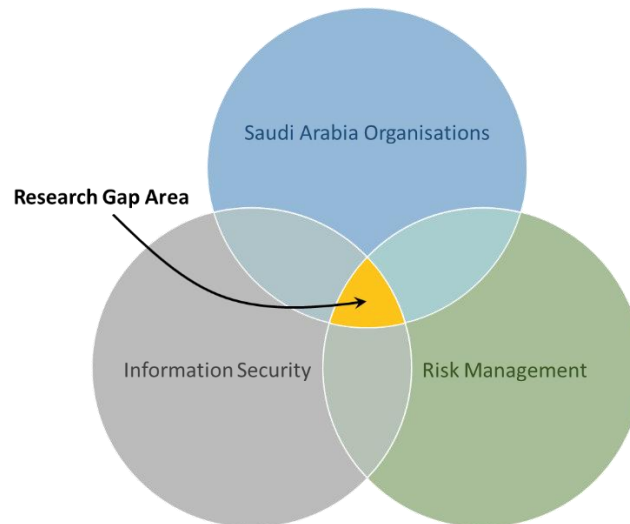 Saudi Arabia Organisations
Research Gap Area
Information Security
Risk Management